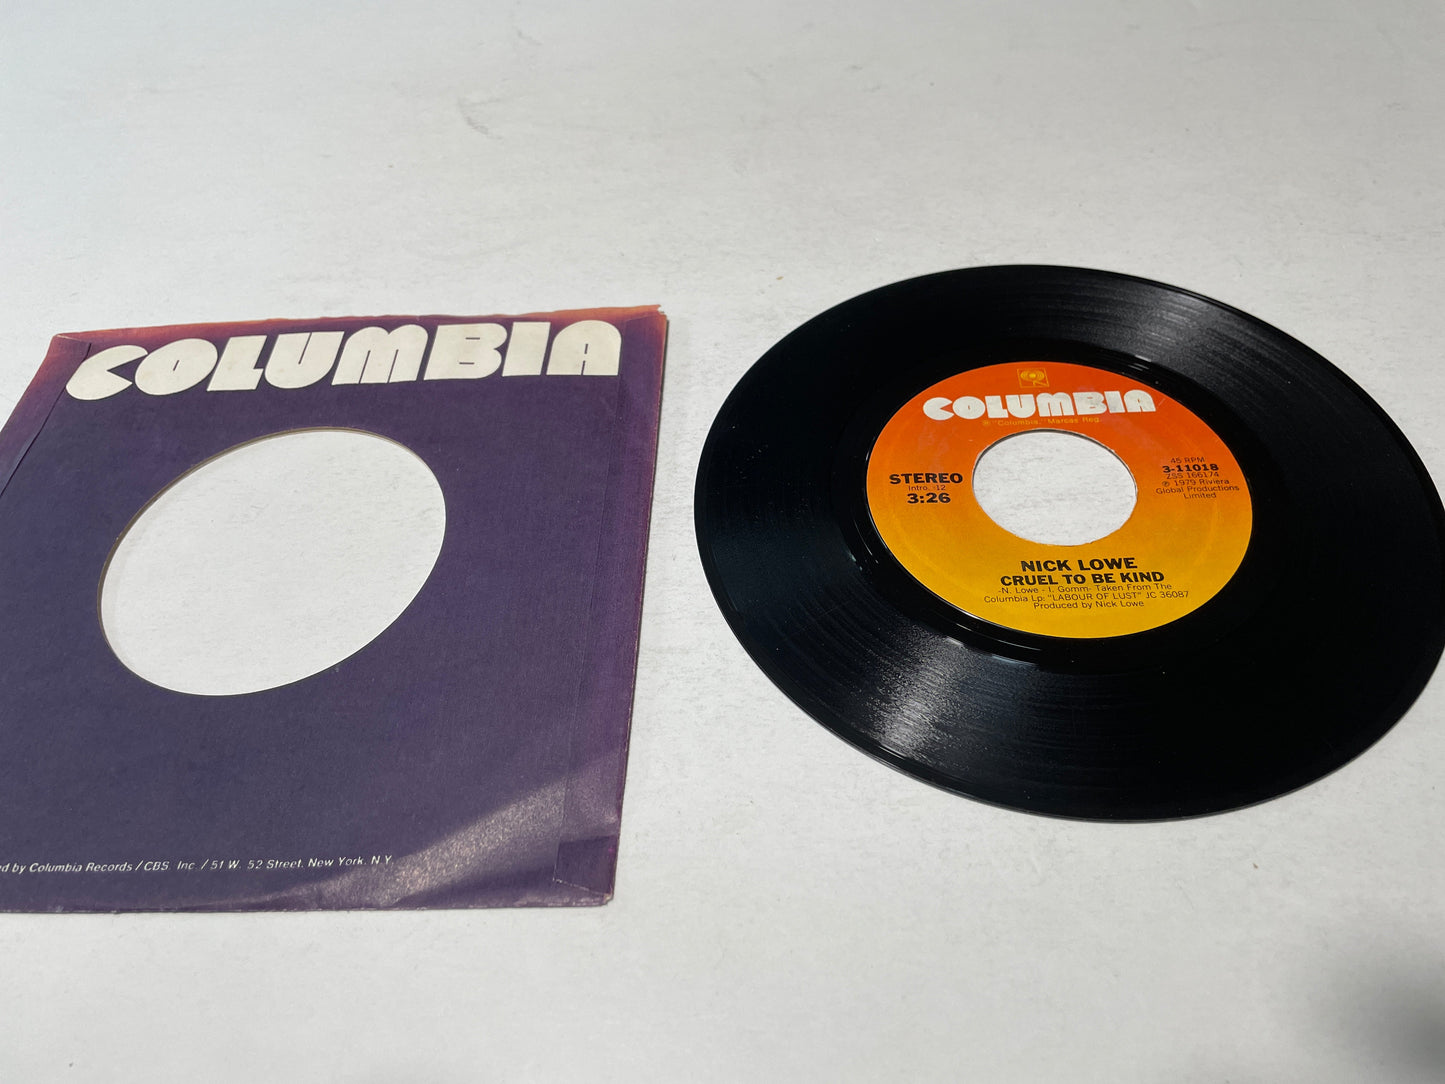 COLUMBIA
by Columbia Records / CBS, Inc. / 51 W. 52 Street, New York, N.Y.
COLUMBIA
® "Columbia," Marcas Reg.
STEREO
Intro. :12
3:26
45 RPM
3-11018
ZSS 166174
℗ 1979 Riviera
Global Productions
Limited
NICK LOWE
CRUEL TO BE KIND
-N. Lowe - I. Gomm- Taken From The
Columbia Lp: "LABOUR OF LUST" JC 36087
Produced by Nick Lowe